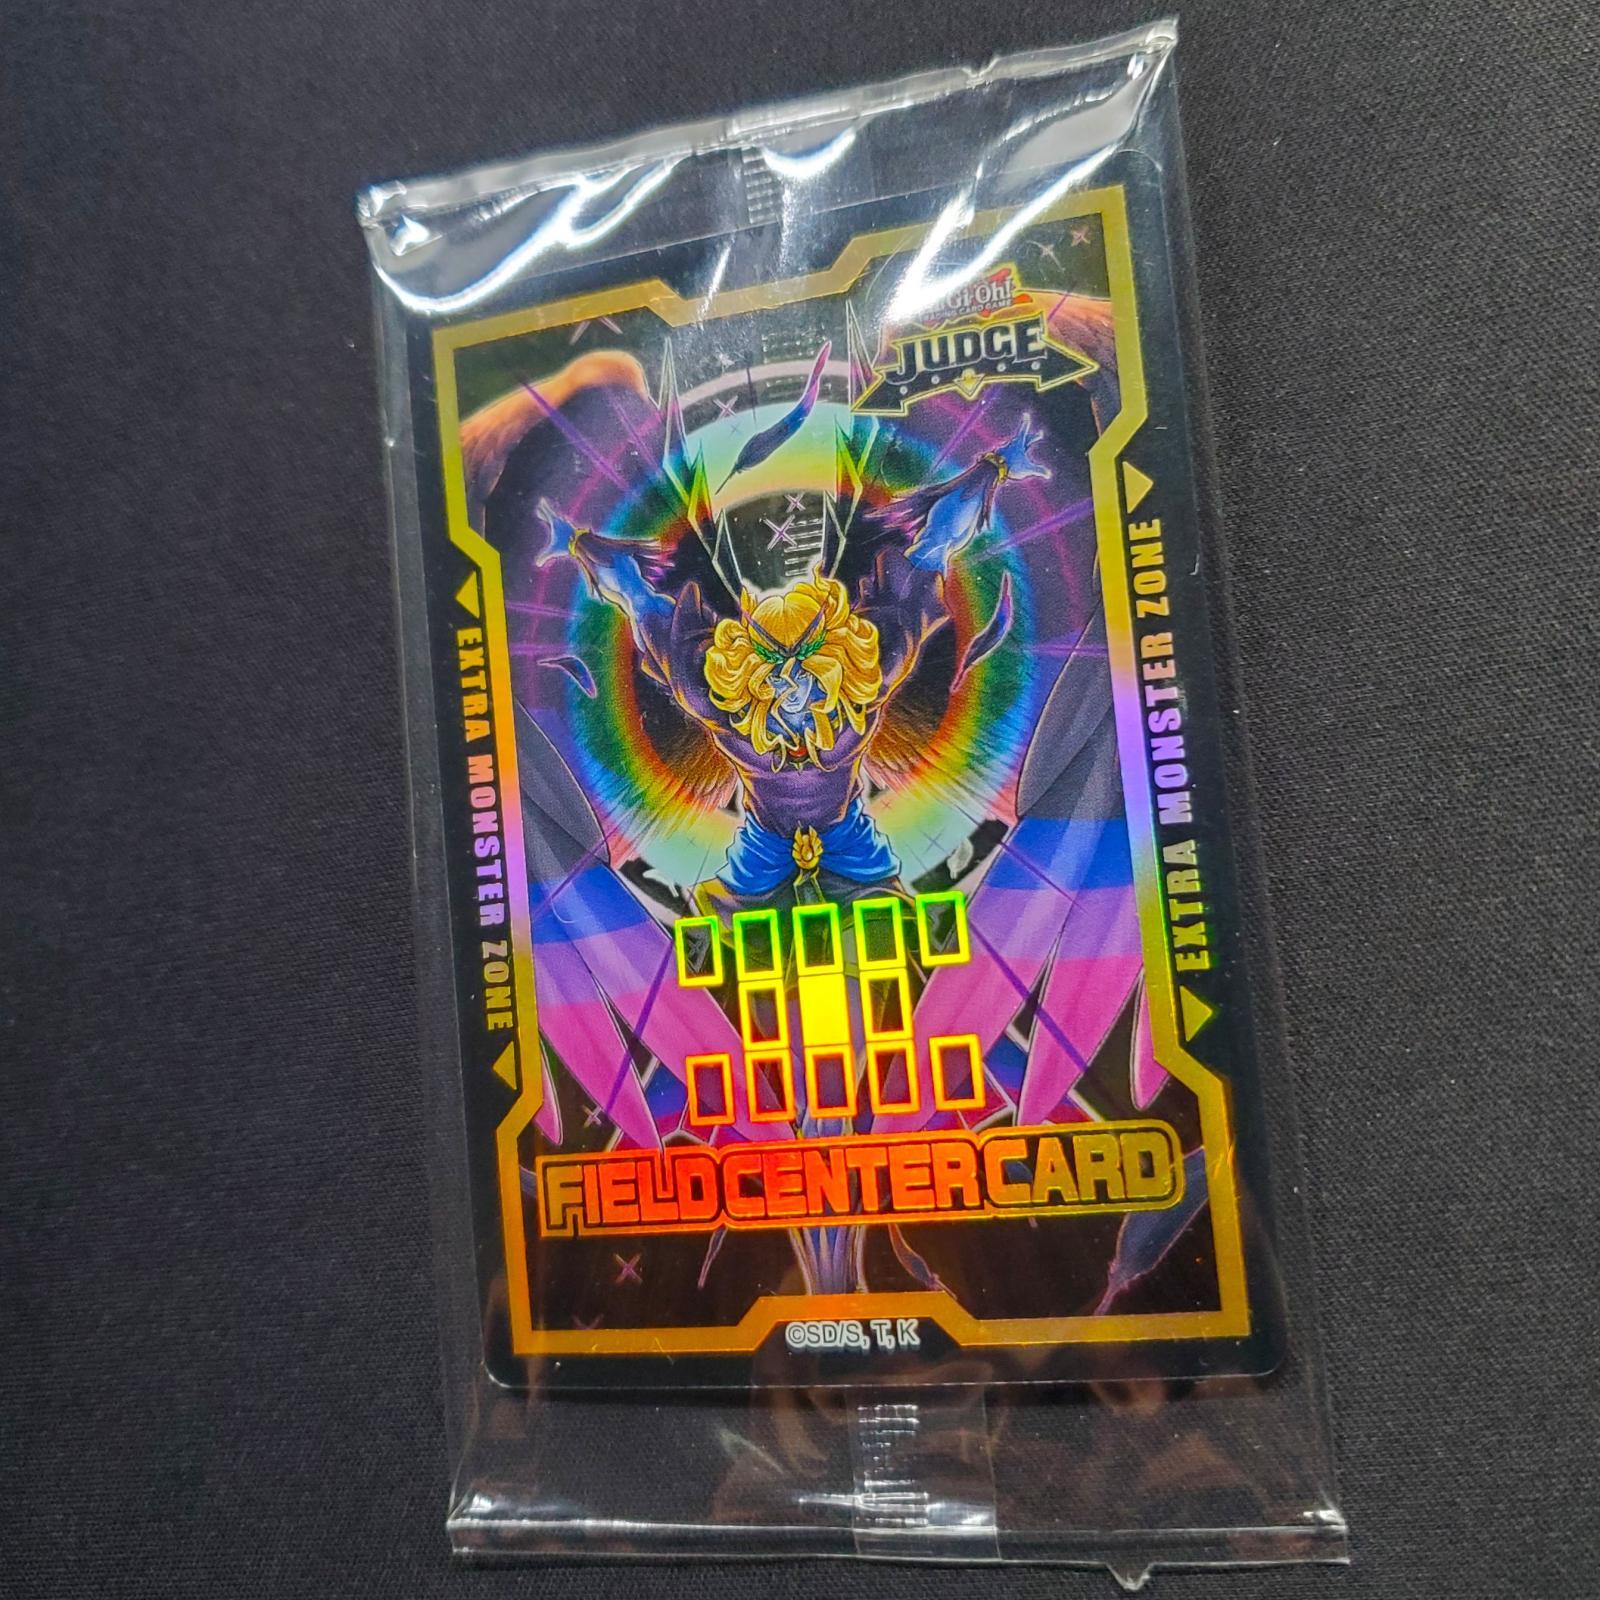 Yu-Gi-Oh!
TRADING CARD GAME
JUDGE
EXTRA MONSTER ZONE
EXTRA MONSTER ZONE
FIELD CENTER CARD
©SD/S, T, K